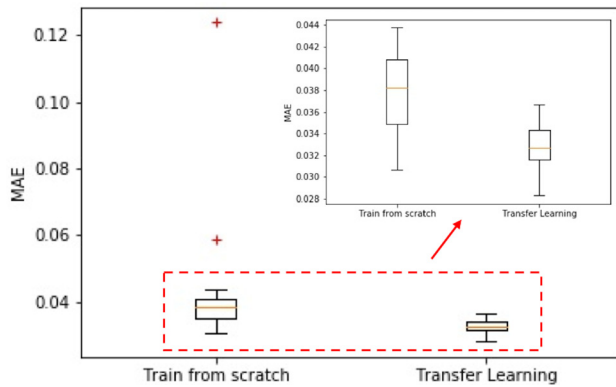 0.12
0.10
0.08
0.06
0.04
MAE
Train from scratch
Transfer Learning
0.044
0.042
0.040
0.038
0.036
0.034
0.032
0.030
0.028
MAE
Train from scratch
Transfer Learning